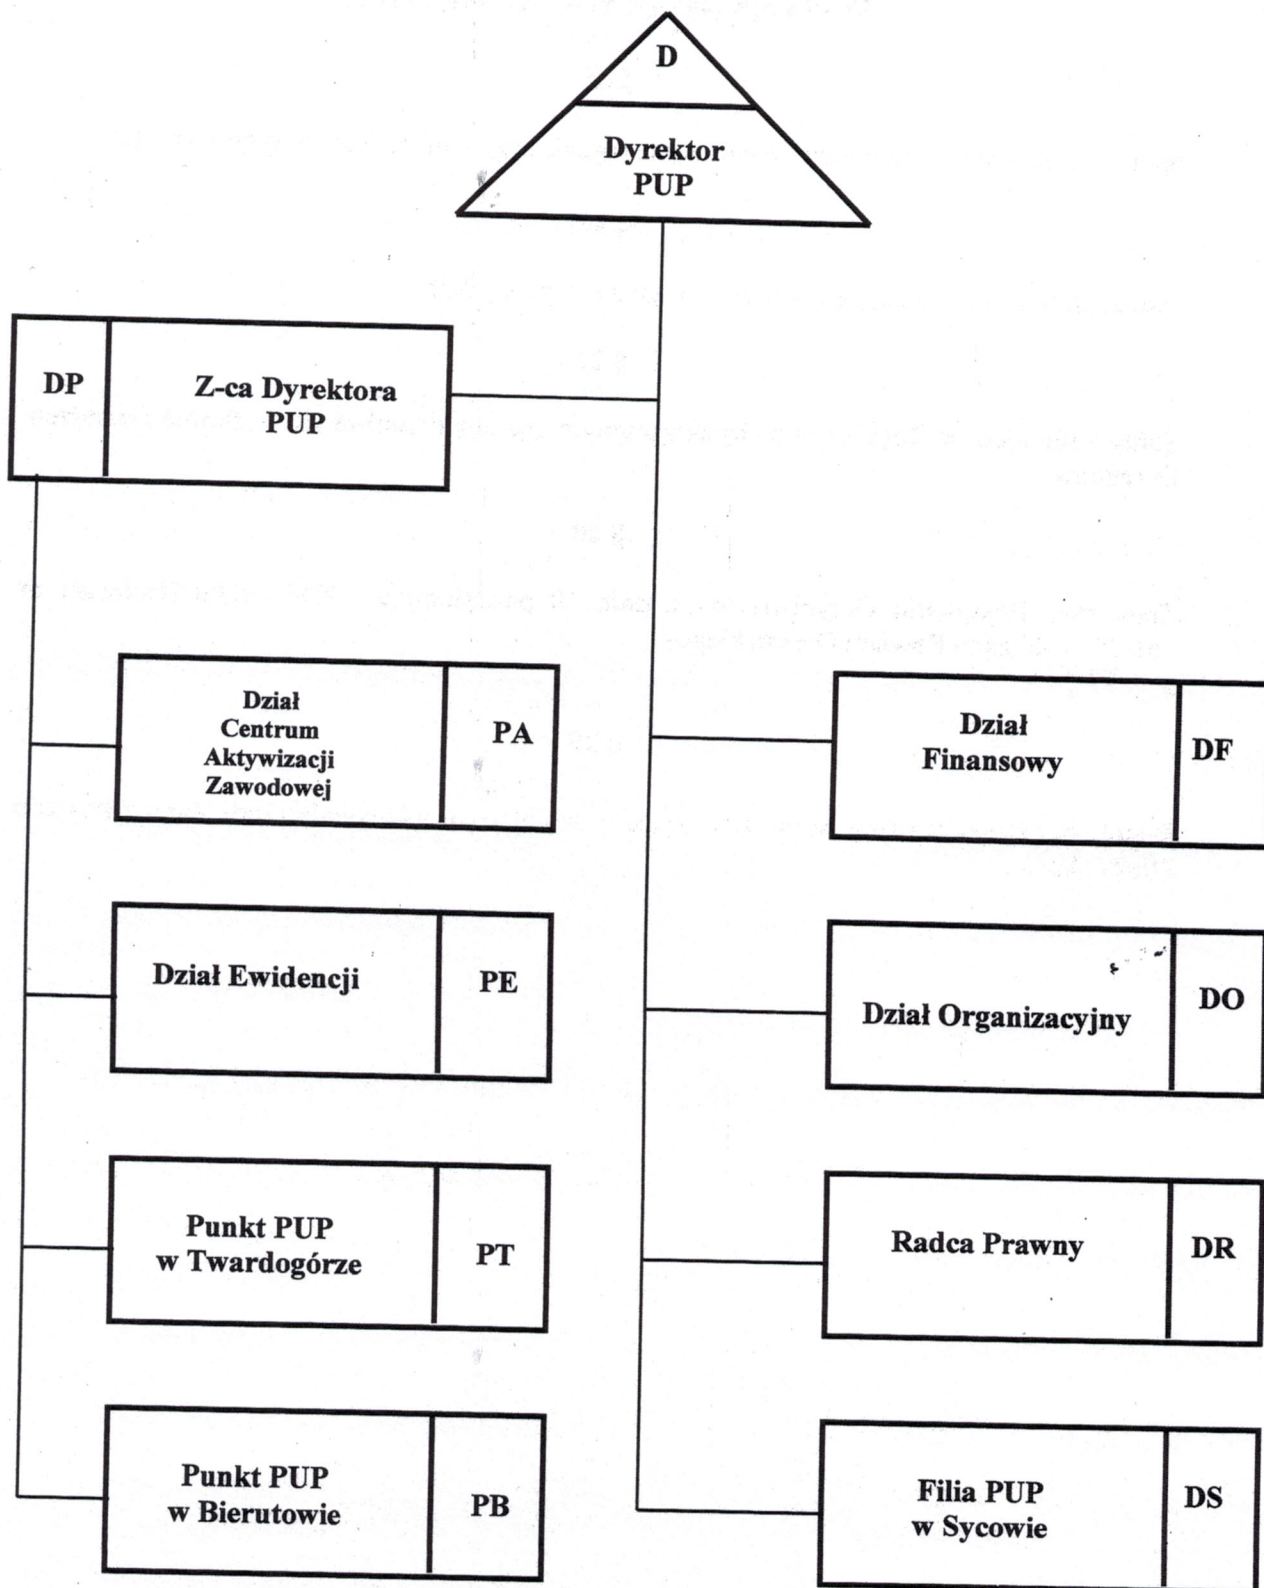 D
Dyrektor
PUP
DP
Z-ca Dyrektora
PUP
Dział
Centrum
Aktywizacji
Zawodowej
PA
Dział
Finansowy
DF
Dział Ewidencji
PE
Dział Organizacyjny
DO
Punkt PUP
w Twardogórze
PT
Radca Prawny
DR
Punkt PUP
w Bierutowie
PB
Filia PUP
w Sycowie
DS